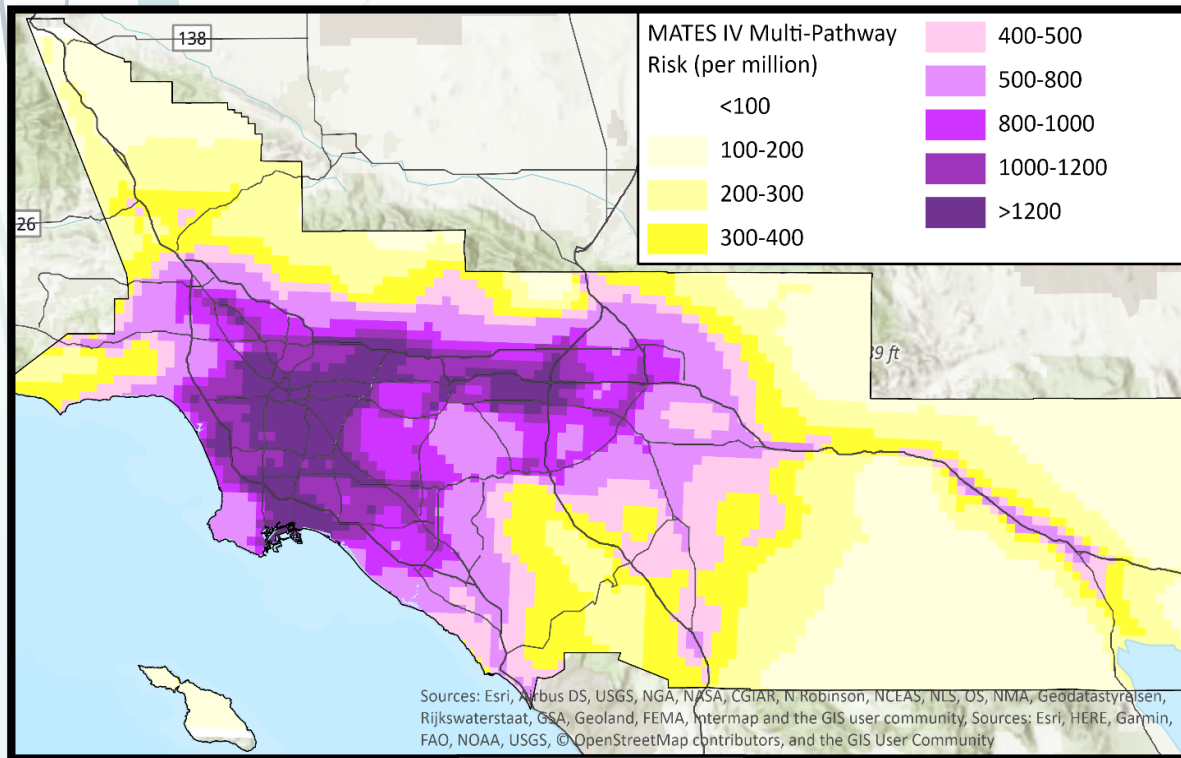 138
MATES IV Multi-Pathway
Risk (per million)
<100
100-200
200-300
300-400
400-500
500-800
800-1000
1000-1200
>1200
26
39 ft
Sources: Esri, Airbus DS, USGS, NGA, NASA, CGIAR, N Robinson, NCEAS, NLS, OS, NMA, Geodatastyrelsen,
Rijkswaterstaat, GSA, Geoland, FEMA, Intermap and the GIS user community, Sources: Esri, HERE, Garmin,
FAO, NOAA, USGS, © OpenStreetMap contributors, and the GIS User Community